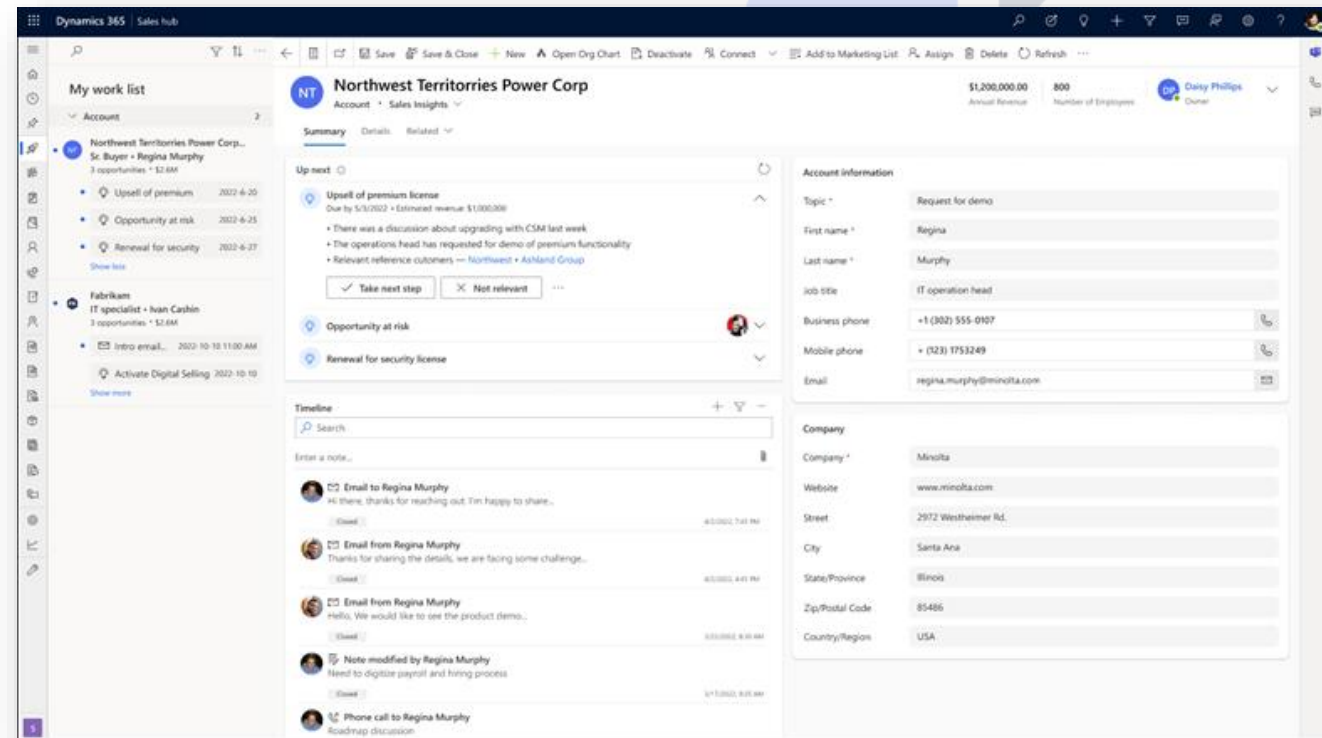 Dynamics 365 Sales hub
Save Save & Close New Open Org Chart Deactivate Connect Add to Marketing List Assign Delete Refresh
My work list
Account 2
Northwest Territorries Power Corp...
Sr. Buyer • Regina Murphy
3 opportunities * $2.6M
Upsell of premium 2022-6-20
Opportunity at risk 2022-6-25
Renewal for security 2022-6-27
Show less
Fabrikam
IT specialist • Ivan Cashin
3 opportunities * $2.6M
Intro email... 2022-10-10 11:00 AM
Activate Digital Selling 2022-10-10
Show more
NT
Northwest Territorries Power Corp
Account • Sales Insights
$1,200,000.00
Annual Revenue
800
Number of Employees
DP
Daisy Phillips
Owner
Summary Details Related
Up next
Upsell of premium license
Due by 5/3/2022 • Estimated revenue: $1,000,000
• There was a discussion about upgrading with CSM last week
• The operations head has requested for demo of premium functionality
• Relevant reference cutomers — Northwest • Ashland Group
Take next step Not relevant
Opportunity at risk
Renewal for security license
Timeline
Search
Enter a note...
Email to Regina Murphy
Hi there, thanks for reaching out. I'm happy to share...
Closed
Email from Regina Murphy
Thanks for sharing the details, we are facing some challenge...
Closed
Email from Regina Murphy
Hello, We would like to see the product demo...
Closed
Note modified by Regina Murphy
Need to digitize payroll and hiring process
Closed
Phone call to Regina Murphy
Roadmap discussion
Account information
Topic * Request for demo
First name * Regina
Last name * Murphy
Job title IT operation head
Business phone +1 (302) 555-0107
Mobile phone + (123) 1753249
Email regina.murphy@minolta.com
Company
Company * Minolta
Website www.minolta.com
Street 2972 Westheimer Rd.
City Santa Ana
State/Province Illinois
Zip/Postal Code 85486
Country/Region USA
S